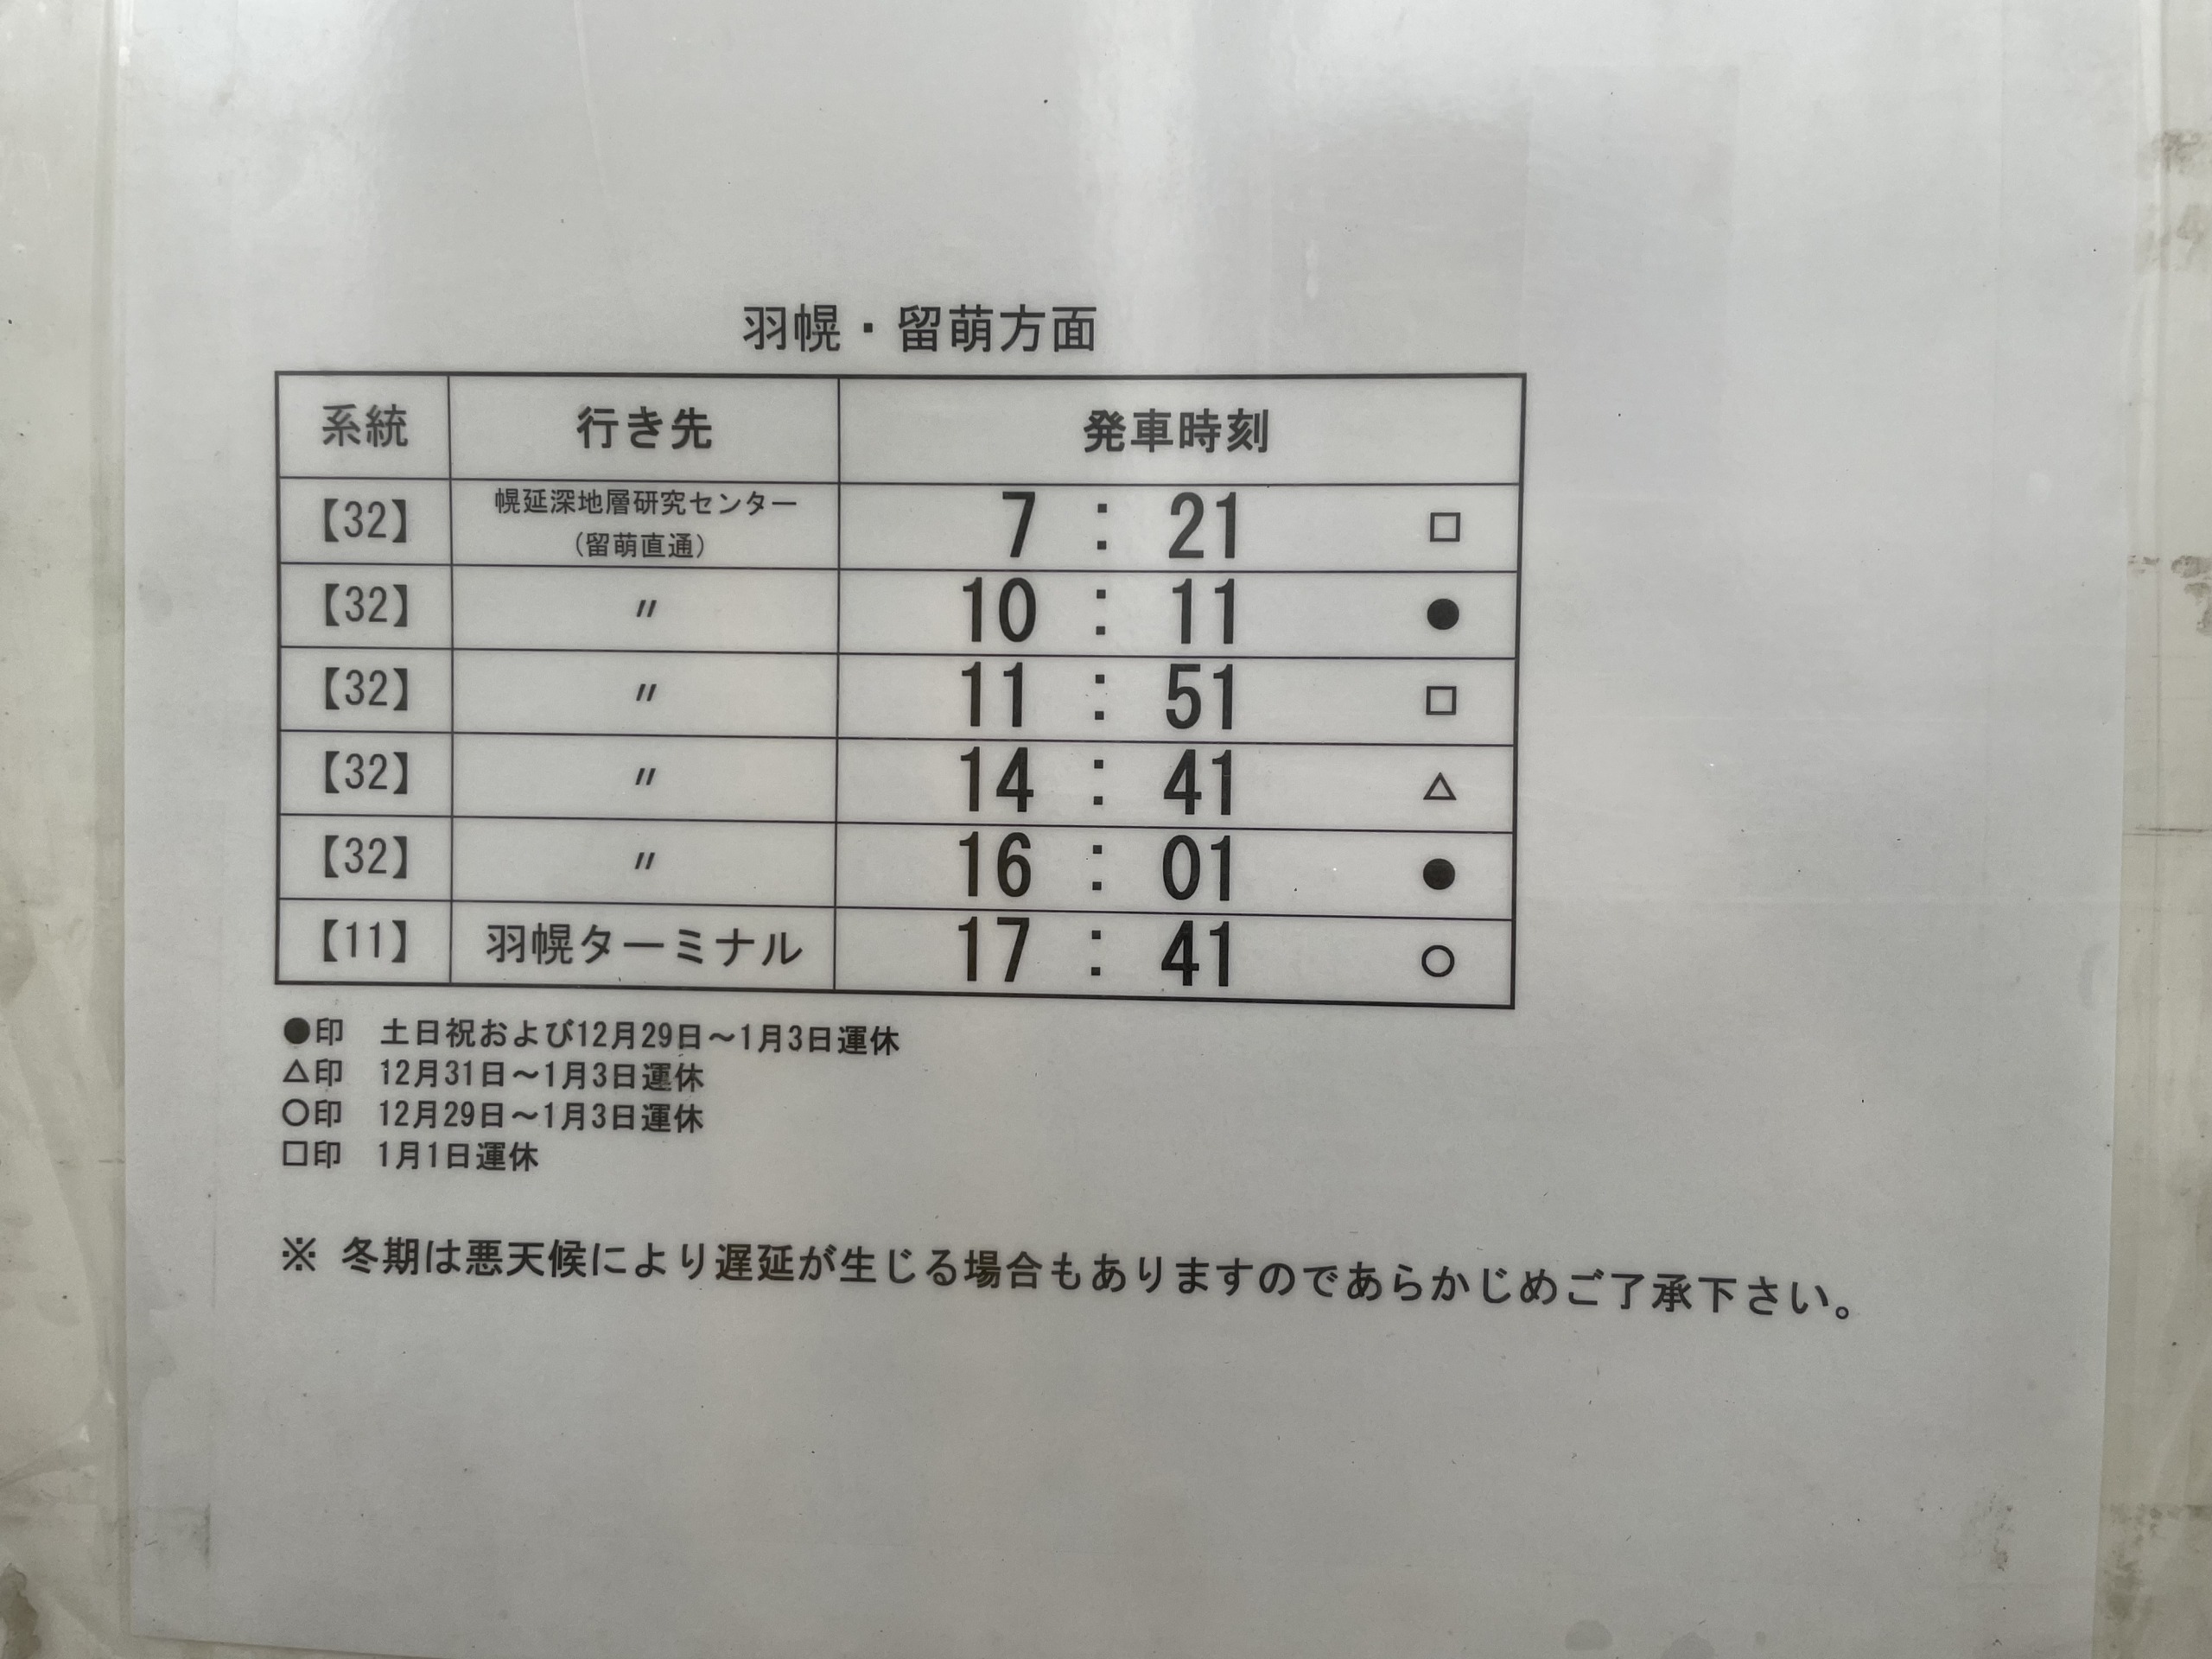 羽幌・留萌方面
系統 行き先 発車時刻
【32】 幌延深地層研究センター 7 : 21 □
(留萌直通)
【32】 〃 10 : 11 ●
【32】 〃 11 : 51 □
【32】 〃 14 : 41 △
【32】 〃 16 : 01 ●
【11】 羽幌ターミナル 17 : 41 ○
●印 土日祝および12月29日～1月3日運休
△印 12月31日～1月3日運休
○印 12月29日～1月3日運休
□印 1月1日運休
※ 冬期は悪天候により遅延が生じる場合もありますのであらかじめご了承下さい。